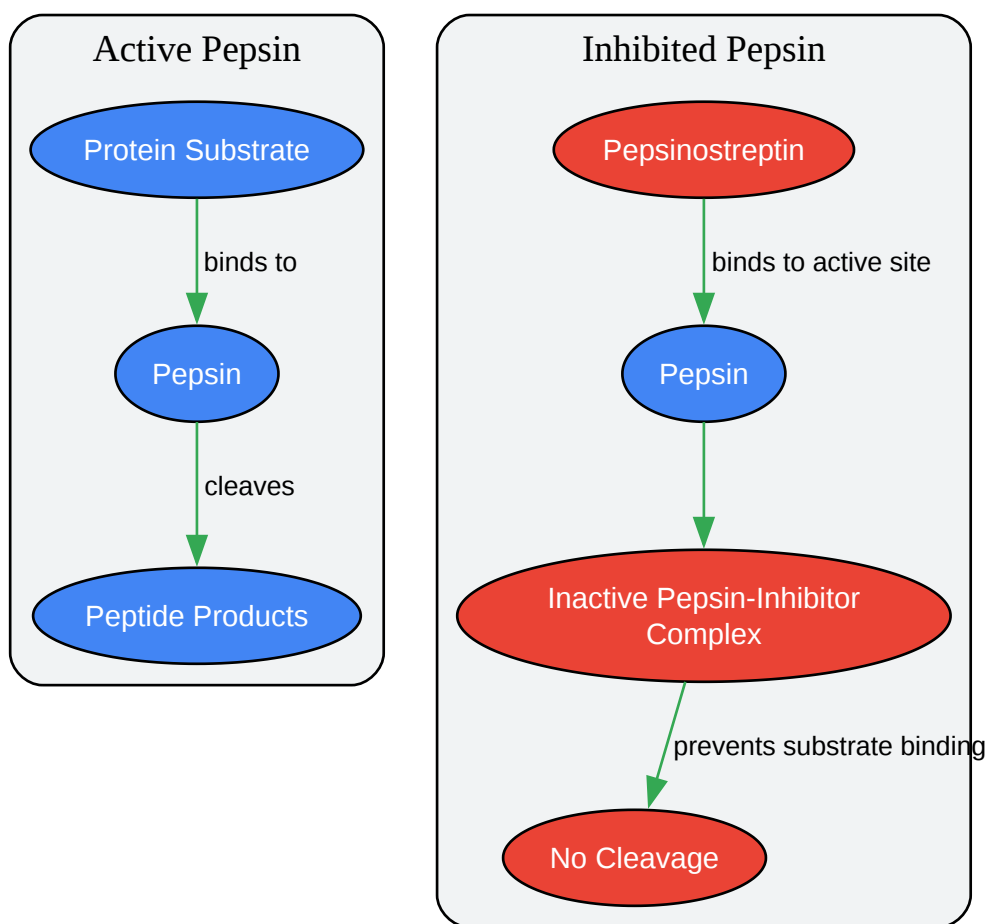 Active Pepsin
Protein Substrate
binds to
Pepsin
cleaves
Peptide Products
Inhibited Pepsin
Pepsinostreptin
binds to active site
Pepsin
Inactive Pepsin-Inhibitor
Complex
prevents substrate binding
No Cleavage